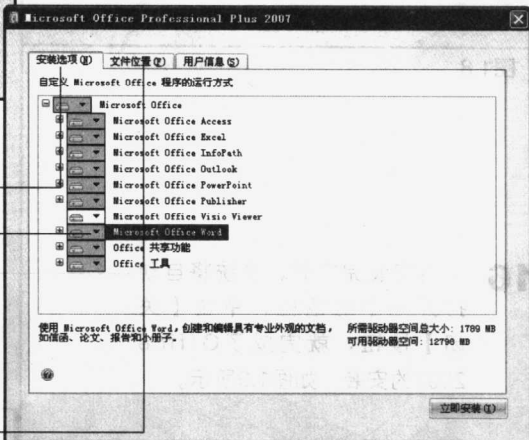 Microsoft Office Professional Plus 2007
安装选项(N) 文件位置(F) 用户信息(S)
自定义 Microsoft Office 程序的运行方式
Microsoft Office
Microsoft Office Access
Microsoft Office Excel
Microsoft Office InfoPath
Microsoft Office Outlook
Microsoft Office PowerPoint
Microsoft Office Publisher
Microsoft Office Visio Viewer
Microsoft Office Word
Office 共享功能
Office 工具
使用 Microsoft Office Word，创建和编辑具有专业外观的文档，
如信函、论文、报告和小册子。
所需驱动器空间总大小: 1789 MB
可用驱动器空间: 12798 MB
立即安装(I)